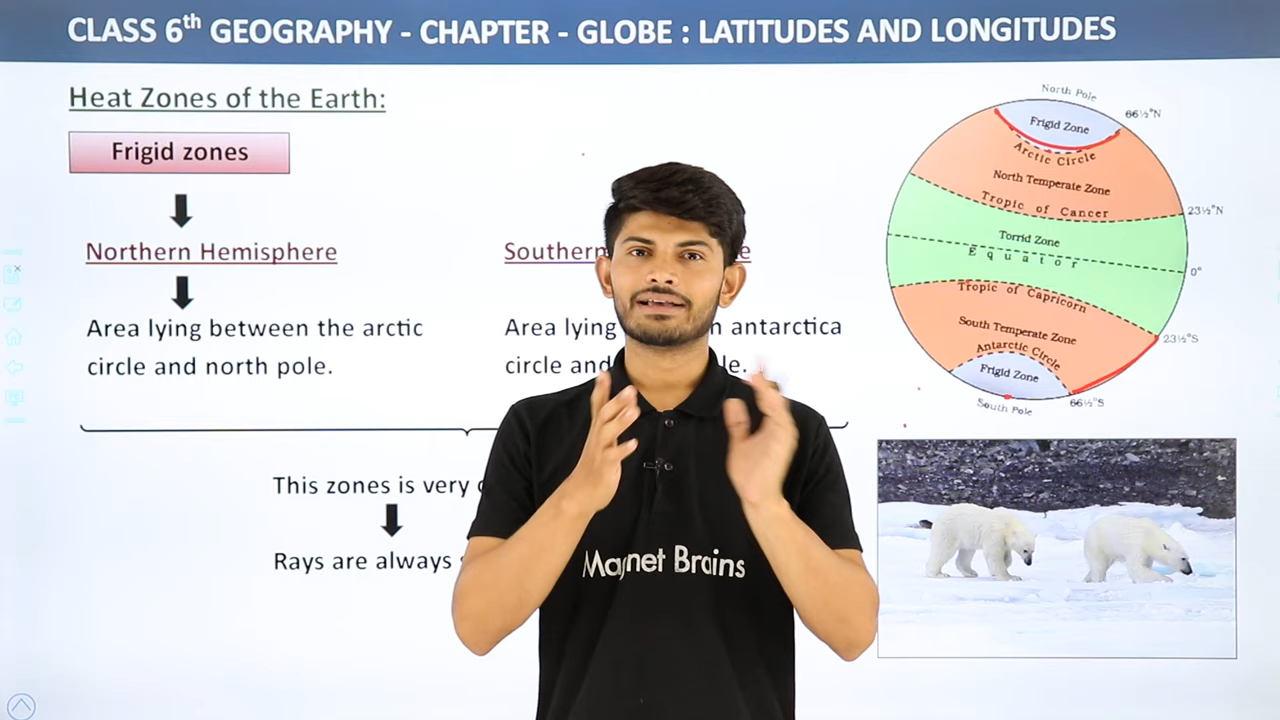 CLASS 6th GEOGRAPHY - CHAPTER - GLOBE : LATITUDES AND LONGITUDES
Heat Zones of the Earth:
Frigid zones
Northern Hemisphere
Area lying between the arctic
circle and north pole.
Southern
Area lying antarctica
circle and
This zones is very
Rays are always
North Pole
66½°N
Frigid Zone
Arctic Circle
North Temperate Zone
Tropic of Cancer
23½°N
Torrid Zone
Equator
0°
Tropic of Capricorn
South Temperate Zone
23½°S
Antarctic Circle
Frigid Zone
South Pole
66½°S
Magnet Brains